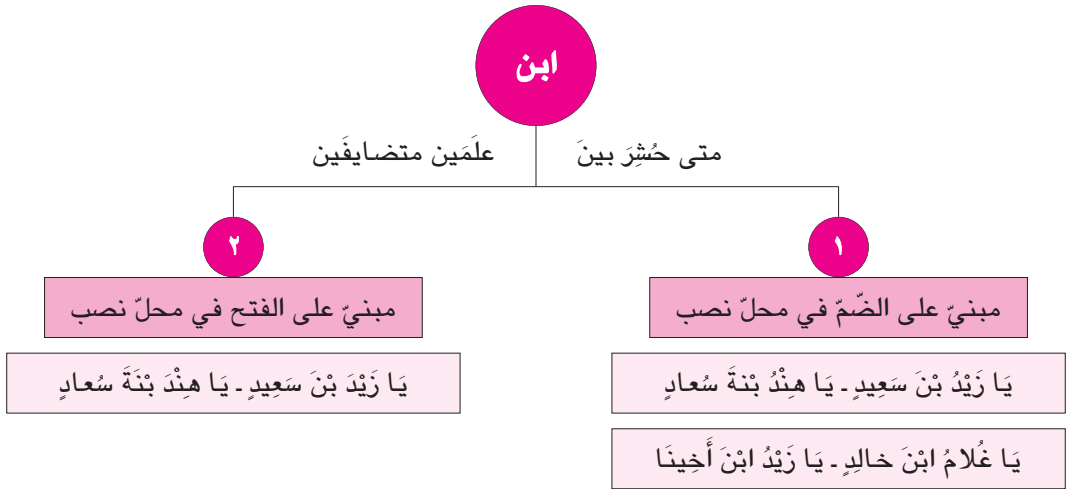 ابن
متى حُشِرَ بينَ علَمَين متضايفَين
١
مبنيّ على الضّمّ في محلّ نصب
يَا زَيْدُ بْنَ سَعِيدٍ ـ يَا هِنْدُ بْنةَ سُعادٍ
يَا غُلامُ ابْنَ خالِدٍ ـ يَا زَيْدُ ابْنَ أَخِينَا
٢
مبنيّ على الفتح في محلّ نصب
يَا زَيْدَ بْنَ سَعِيدٍ ـ يَا هِنْدَ بْنَةَ سُعادٍ